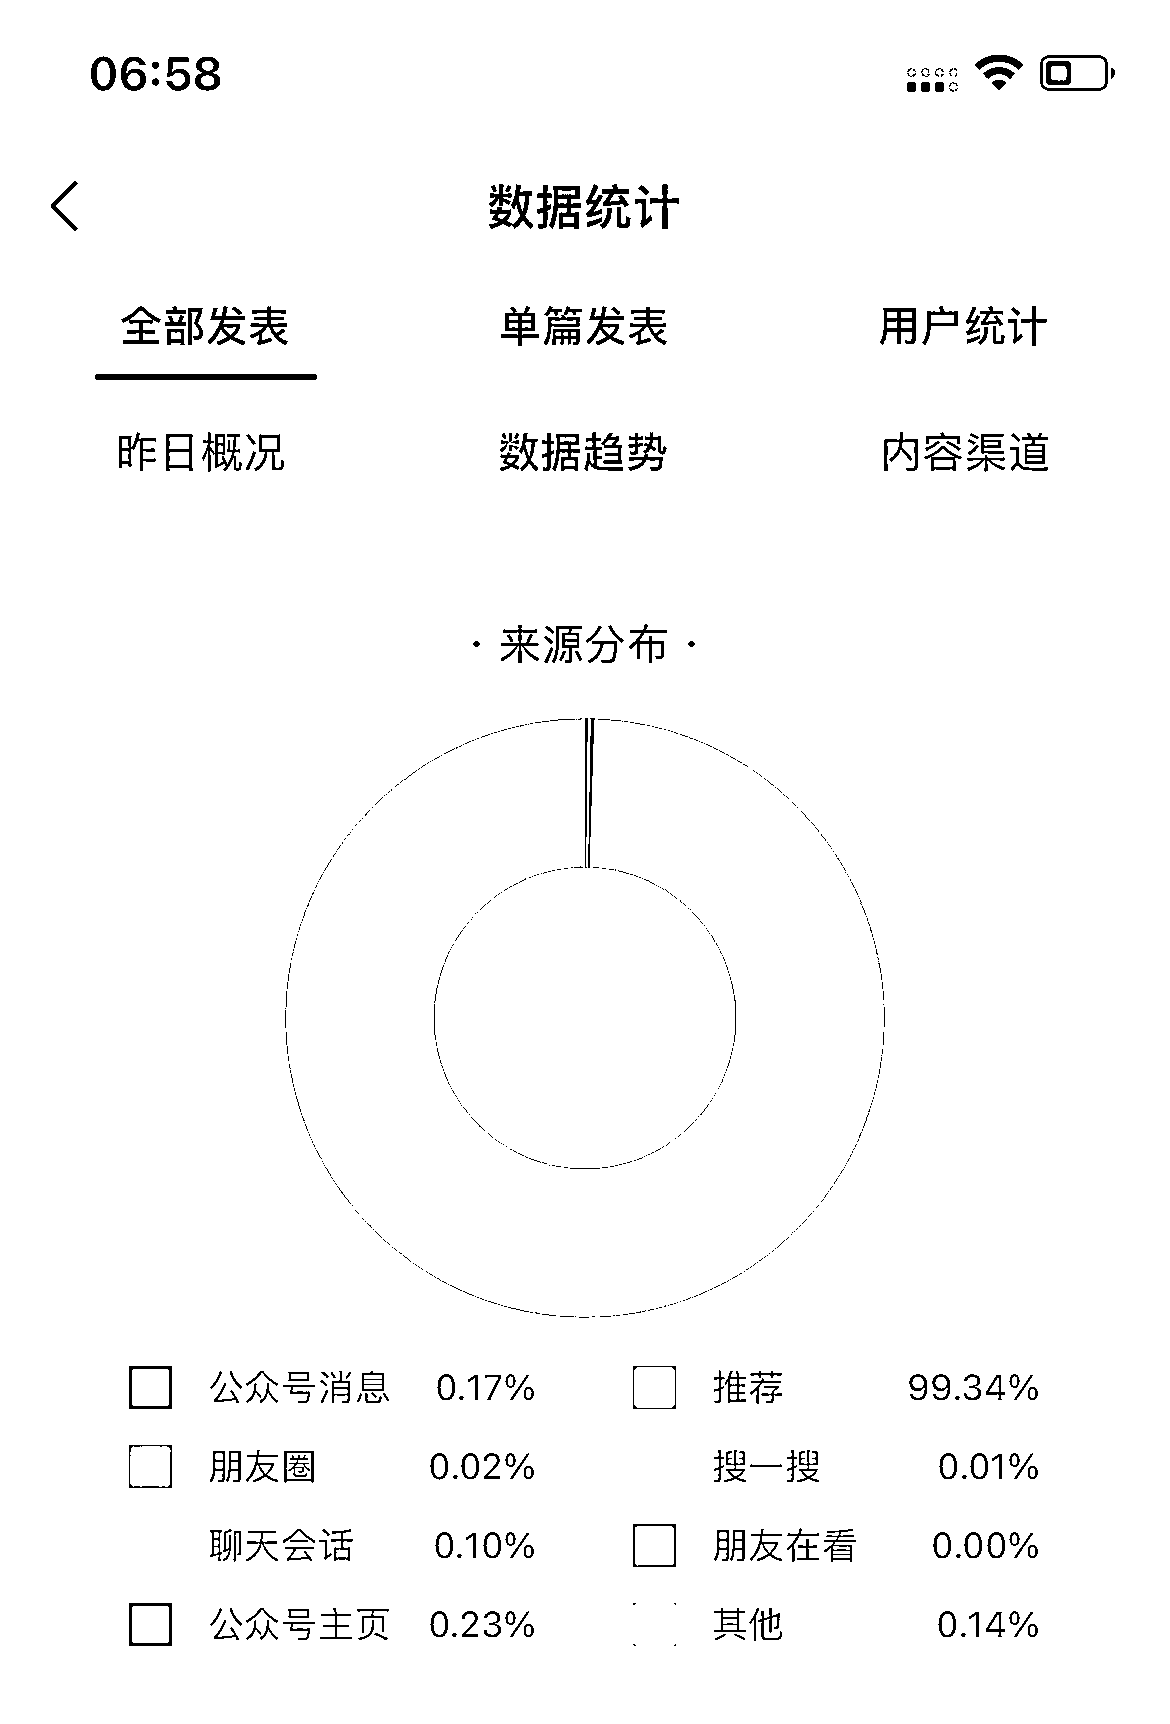 06:58
数据统计
全部发表 单篇发表 用户统计
昨日概况 数据趋势 内容渠道
· 来源分布 ·
公众号消息 0.17% 推荐 99.34%
朋友圈 0.02% 搜一搜 0.01%
聊天会话 0.10% 朋友在看 0.00%
公众号主页 0.23% 其他 0.14%